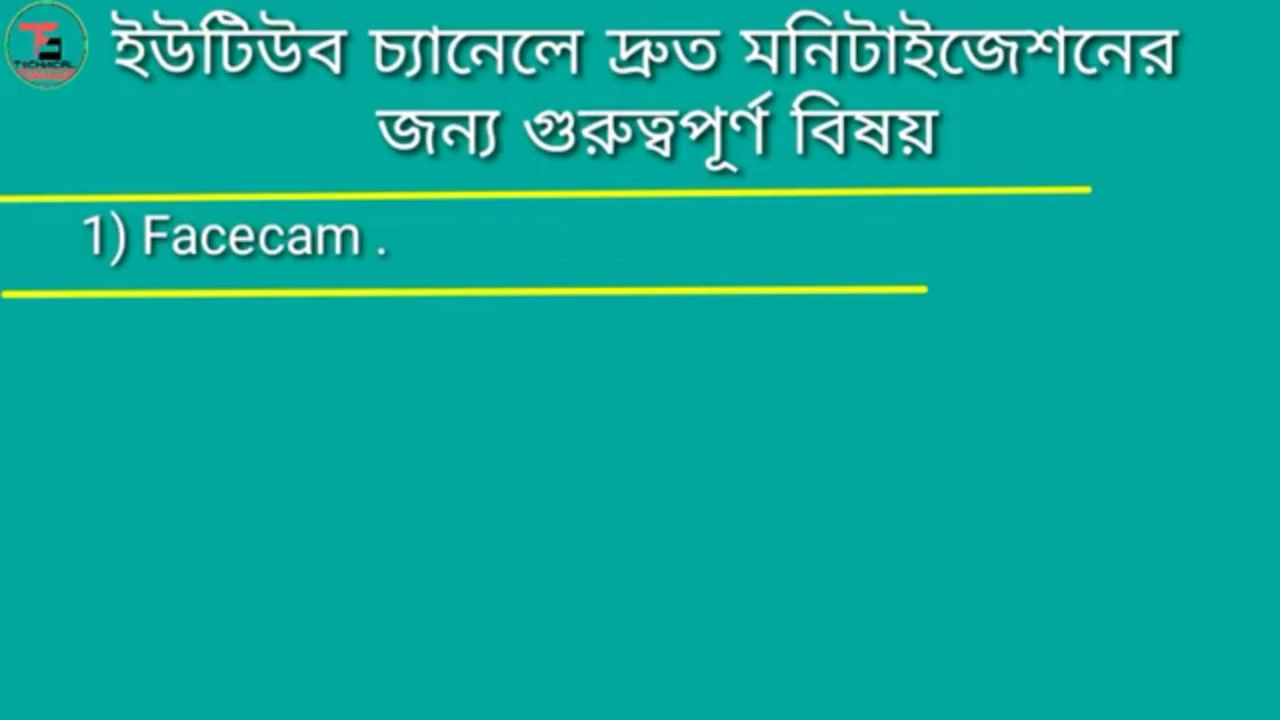 ইউটিউব চ্যানেলে দ্রুত মনিটাইজেশনের
জন্য গুরুত্বপূর্ণ বিষয়
1) Facecam .